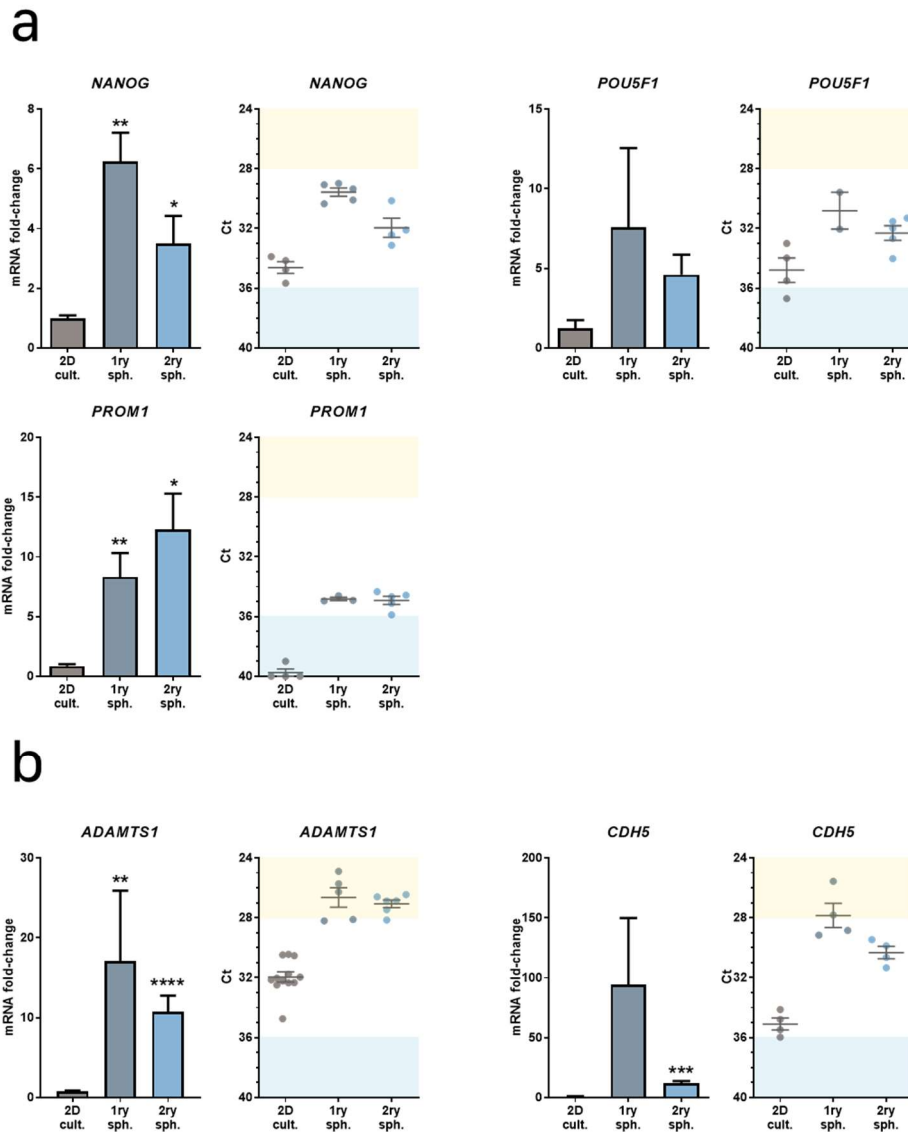 a
NANOG
NANOG
POU5F1
POU5F1
8
6
4
2
0
mRNA fold-change
**
*
2D cult.
1ry sph.
2ry sph.
24
28
32
36
40
Ct
2D cult.
1ry sph.
2ry sph.
15
10
5
0
mRNA fold-change
2D cult.
1ry sph.
2ry sph.
24
28
32
36
40
Ct
2D cult.
1ry sph.
2ry sph.
PROM1
PROM1
20
15
10
5
0
mRNA fold-change
**
*
2D cult.
1ry sph.
2ry sph.
24
28
32
36
40
Ct
2D cult.
1ry sph.
2ry sph.
b
ADAMTS1
ADAMTS1
CDH5
CDH5
30
20
10
0
mRNA fold-change
**
****
2D cult.
1ry sph.
2ry sph.
24
28
32
36
40
Ct
2D cult.
1ry sph.
2ry sph.
200
150
100
50
0
mRNA fold-change
***
2D cult.
1ry sph.
2ry sph.
24
28
32
36
40
Ct
2D cult.
1ry sph.
2ry sph.